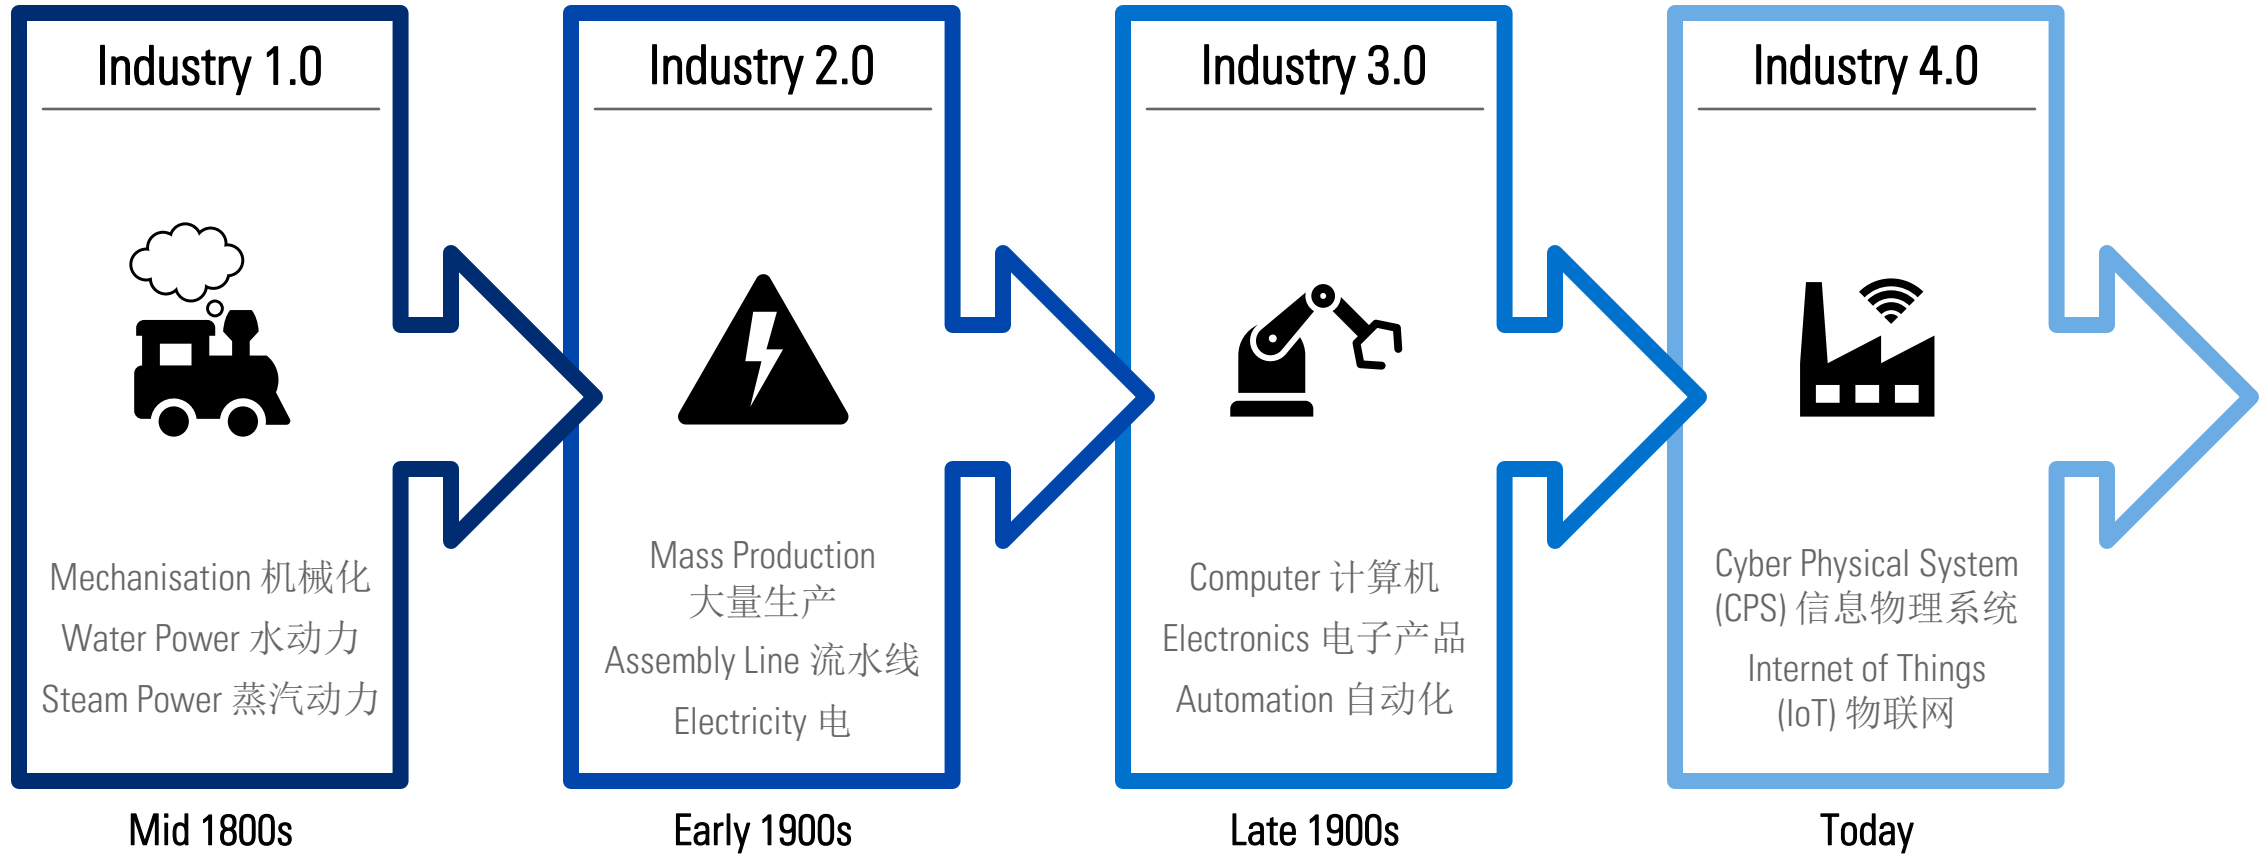 Industry 1.0
Mechanisation 机械化
Water Power 水动力
Steam Power 蒸汽动力
Mid 1800s
Industry 2.0
Mass Production
大量生产
Assembly Line 流水线
Electricity 电
Early 1900s
Industry 3.0
Computer 计算机
Electronics 电子产品
Automation 自动化
Late 1900s
Industry 4.0
Cyber Physical System
(CPS) 信息物理系统
Internet of Things
(IoT) 物联网
Today